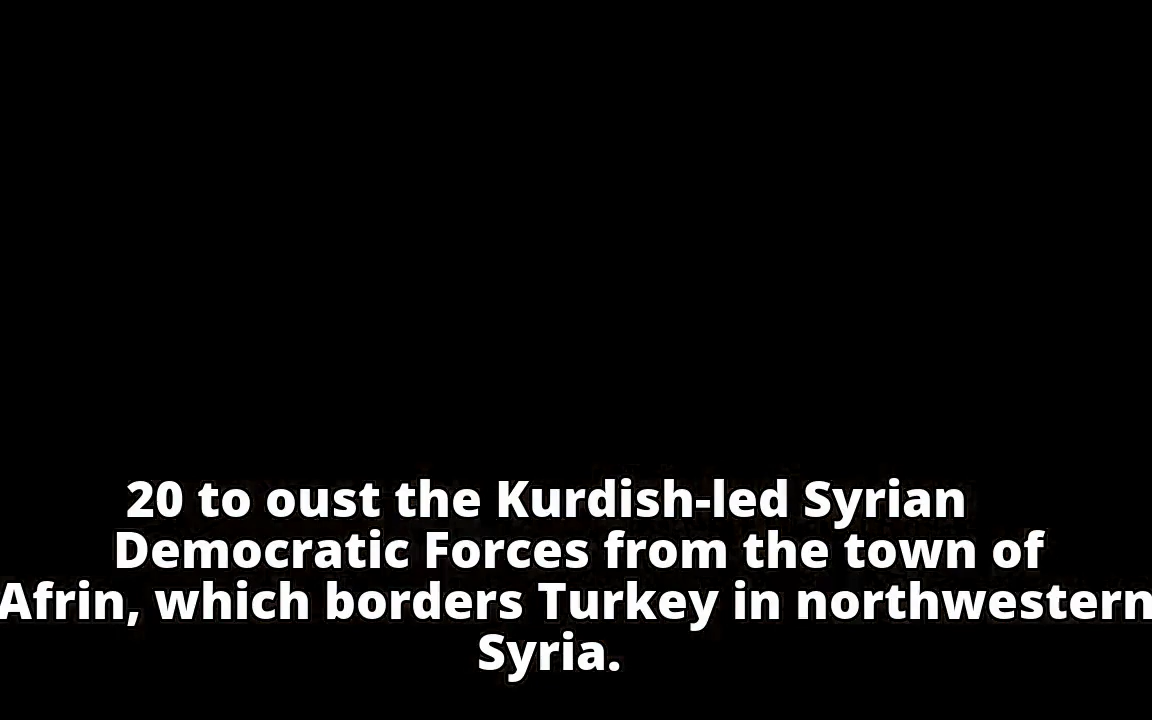 20 to oust the Kurdish-led Syrian
Democratic Forces from the town of
Afrin, which borders Turkey in northwestern
Syria.